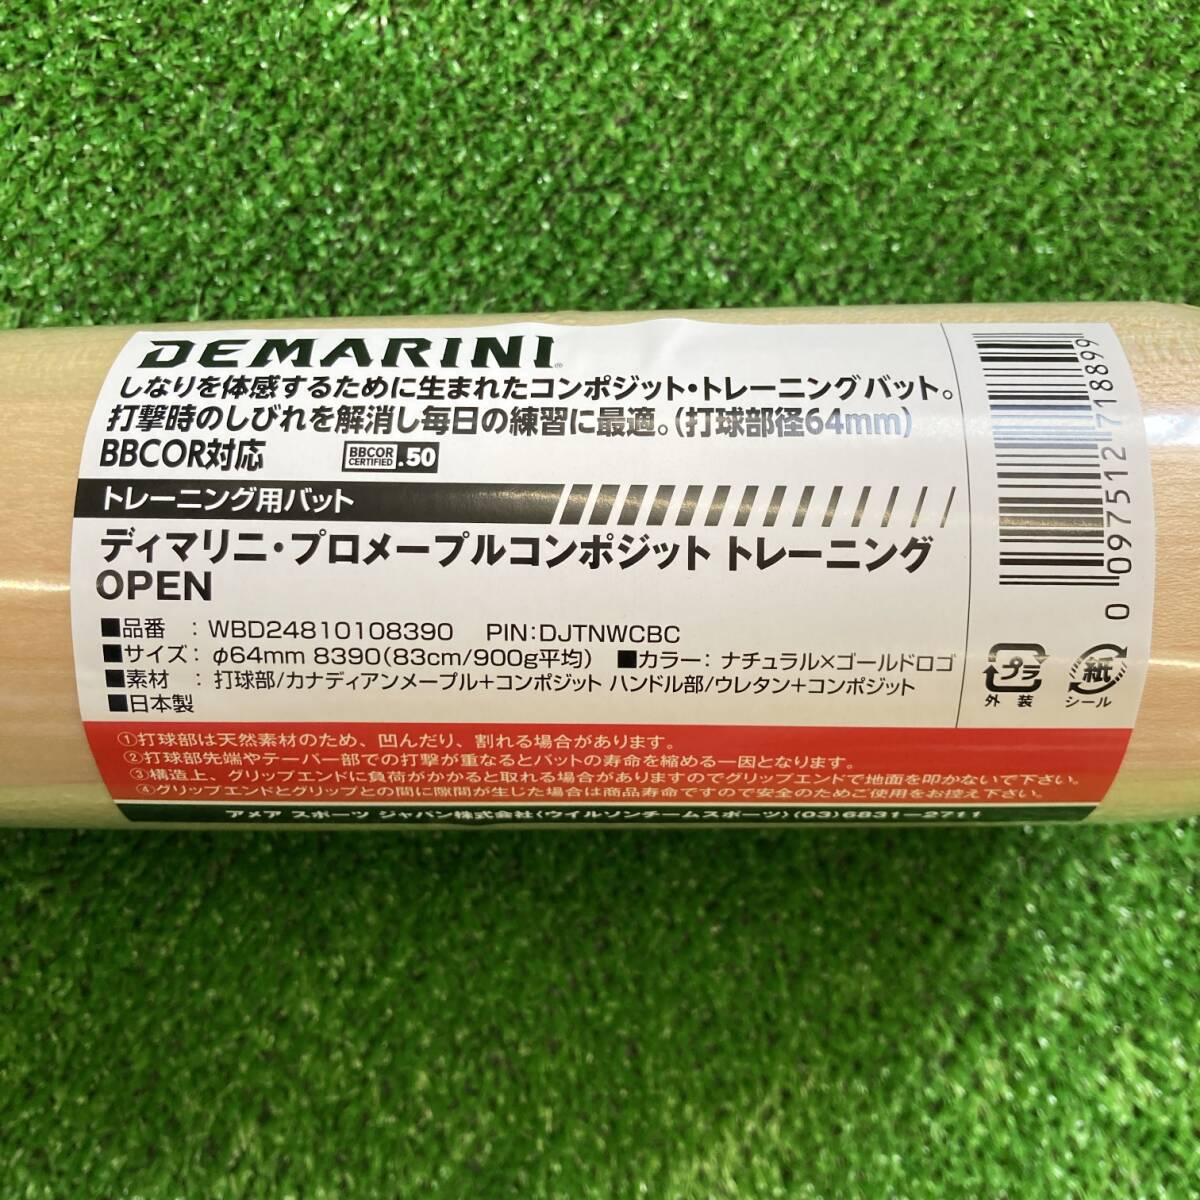 DEMARINI
しなりを体感するために生まれたコンポジット・トレーニングバット。
打撃時のしびれを解消し毎日の練習に最適。(打球部径64mm)
BBCOR対応 BBCOR CERTIFIED .50
トレーニング用バット
ディマリニ・プロメープルコンポジット トレーニング
OPEN
■品番 : WBD24810108390 PIN:DJTNWCBC
■サイズ : φ64mm 8390(83cm/900g平均) ■カラー : ナチュラル×ゴールドロゴ
■素材 : 打球部/カナディアンメープル+コンポジット ハンドル部/ウレタン+コンポジット
■日本製
0 097512 718899
プラ 外装
紙 シール
①打球部は天然素材のため、凹んだり、割れる場合があります。
②打球部先端やテーパー部での打撃が重なるとバットの寿命を縮める一因となります。
③構造上、グリップエンドに負荷がかかると取れる場合がありますのでグリップエンドで地面を叩かないで下さい。
④グリップエンドとグリップとの間に隙間が生じた場合は商品寿命ですので安全のためご使用をお控え下さい。
アメア スポーツ ジャパン株式会社(ウイルソンチームスポーツ)(03)6831-2711